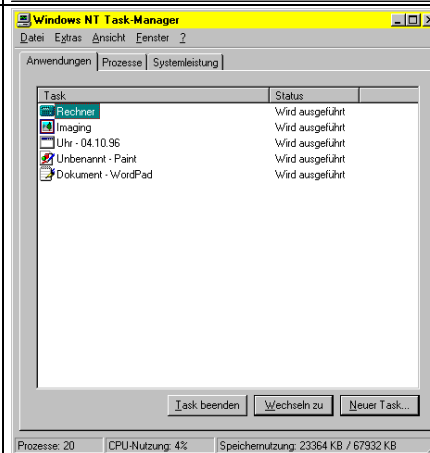 Windows NT Task-Manager
Datei Extras Ansicht Fenster ?
Anwendungen Prozesse Systemleistung
Task Status
Rechner Wird ausgeführt
Imaging Wird ausgeführt
Uhr - 04.10.96 Wird ausgeführt
Unbenannt - Paint Wird ausgeführt
Dokument - WordPad Wird ausgeführt
Task beenden Wechseln zu Neuer Task...
Prozesse: 20 CPU-Nutzung: 4% Speichernutzung: 23364 KB / 67932 KB